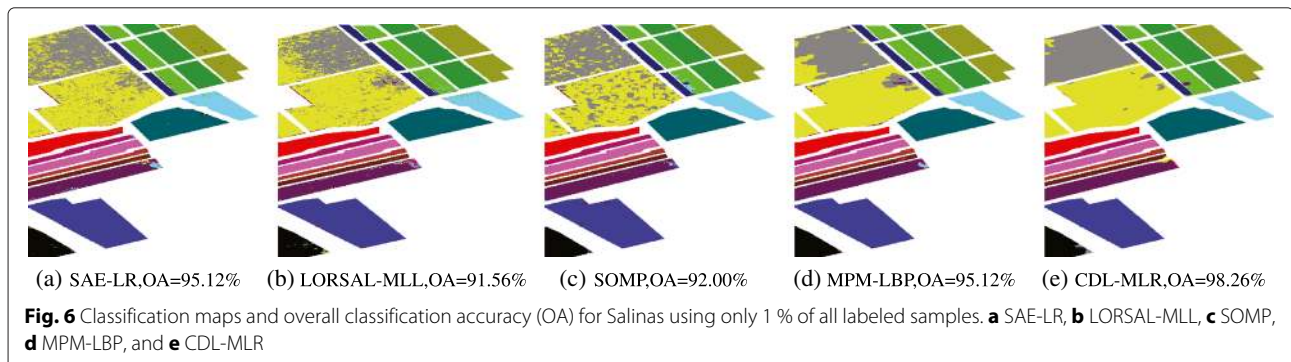 (a) SAE-LR,OA=95.12%
(b) LORSAL-MLL,OA=91.56%
(c) SOMP,OA=92.00%
(d) MPM-LBP,OA=95.12%
(e) CDL-MLR,OA=98.26%
Fig. 6 Classification maps and overall classification accuracy (OA) for Salinas using only 1 % of all labeled samples. a SAE-LR, b LORSAL-MLL, c SOMP,
d MPM-LBP, and e CDL-MLR